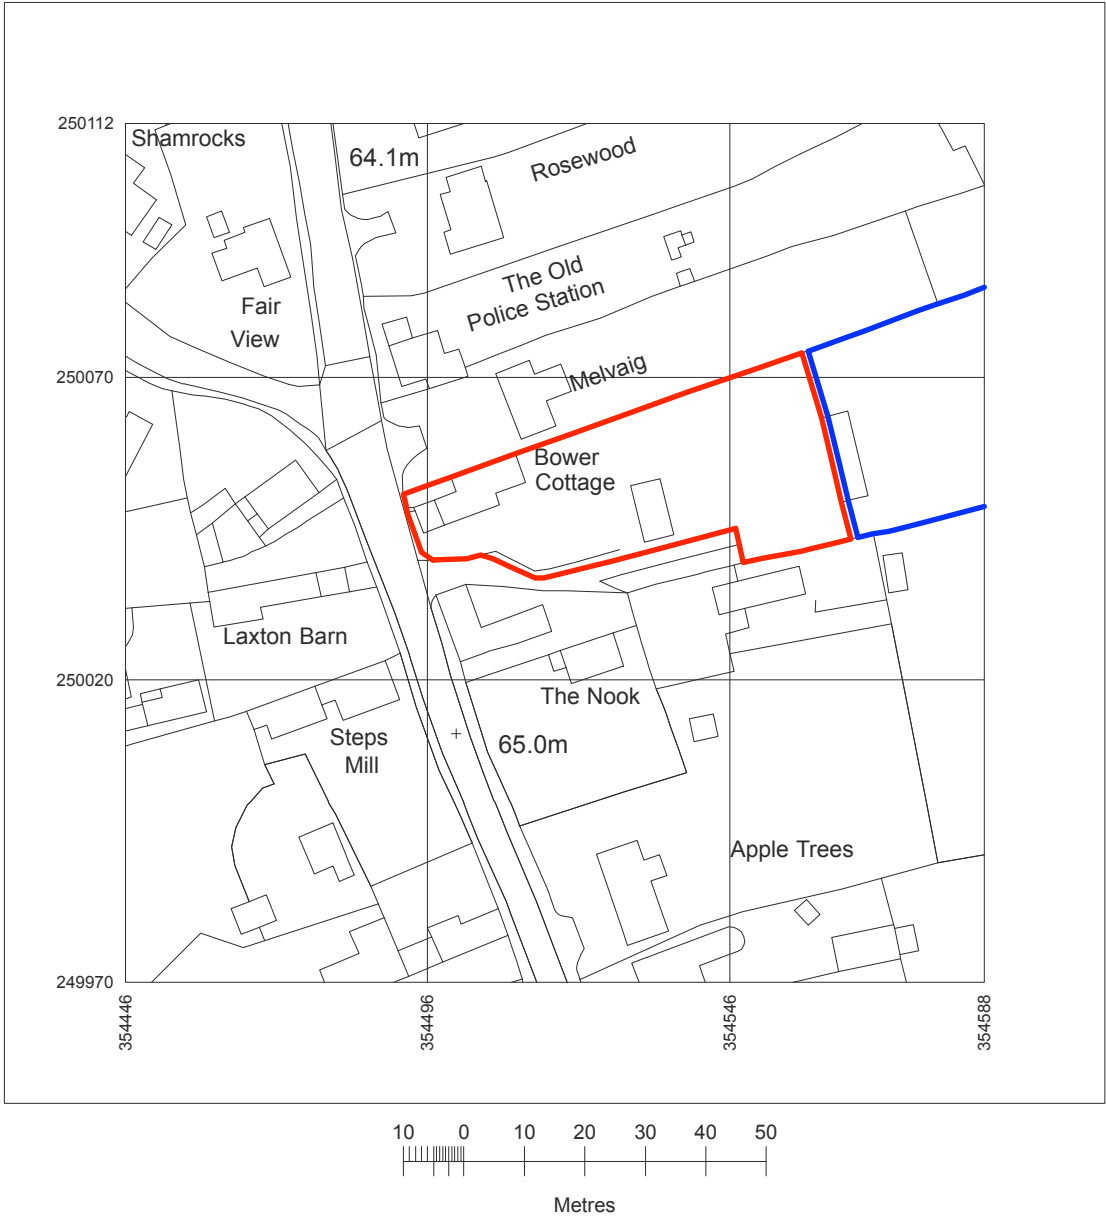 250112
Shamrocks
64.1m
Rosewood
The Old
Police Station
Fair
View
Melvaig
250070
Bower
Cottage
Laxton Barn
250020
The Nook
Steps
Mill
65.0m
Apple Trees
249970
354446
354496
354546
354588
10 0 10 20 30 40 50
Metres